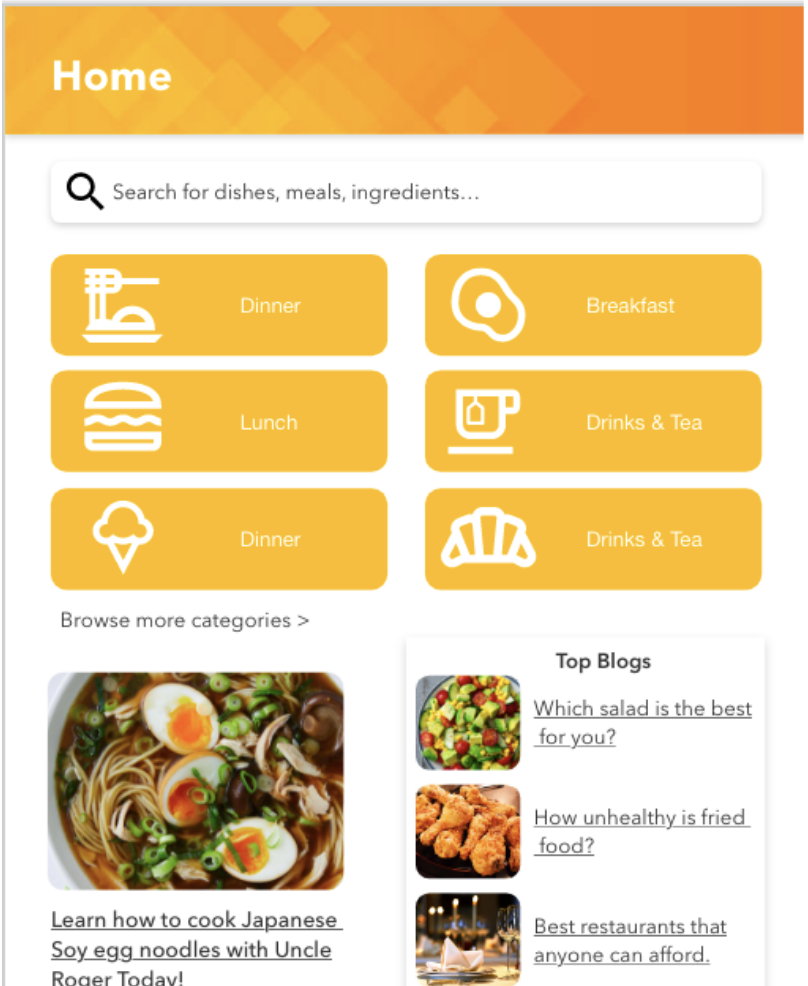 Home
Search for dishes, meals, ingredients...
Dinner
Breakfast
Lunch
Drinks & Tea
Dinner
Drinks & Tea
Browse more categories >
Learn how to cook Japanese
Soy egg noodles with Uncle
Roger Today!
Top Blogs
Which salad is the best
for you?
How unhealthy is fried
food?
Best restaurants that
anyone can afford.